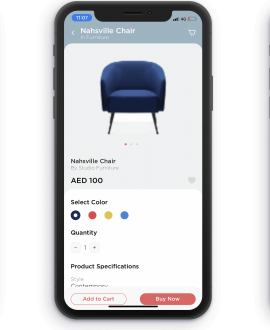 11:07
4G
Nahsville Chair
In Furniture
Nahsville Chair
By Studio Furniture
AED 100
Select Color
Quantity
− 1 +
Product Specifications
Style
Contemporary
Add to Cart
Buy Now